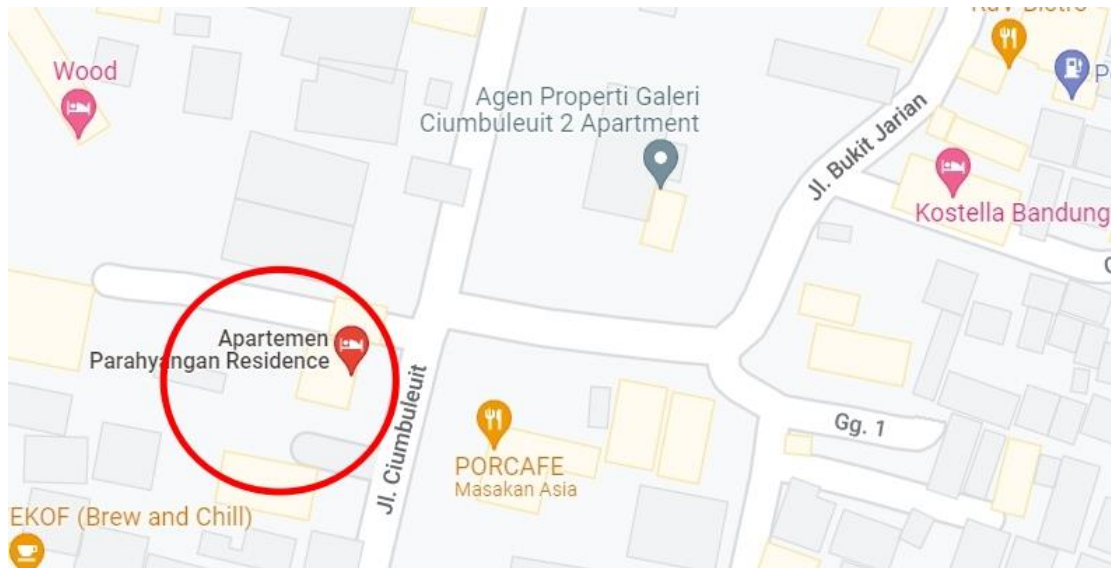 Wood
Agen Properti Galeri
Ciumbuleuit 2 Apartment
Jl. Bukit Jarian
Kostella Bandung
Apartemen
Parahyangan Residence
Jl. Ciumbuleuit
PORCAFE
Masakan Asia
Gg. 1
EKOF (Brew and Chill)